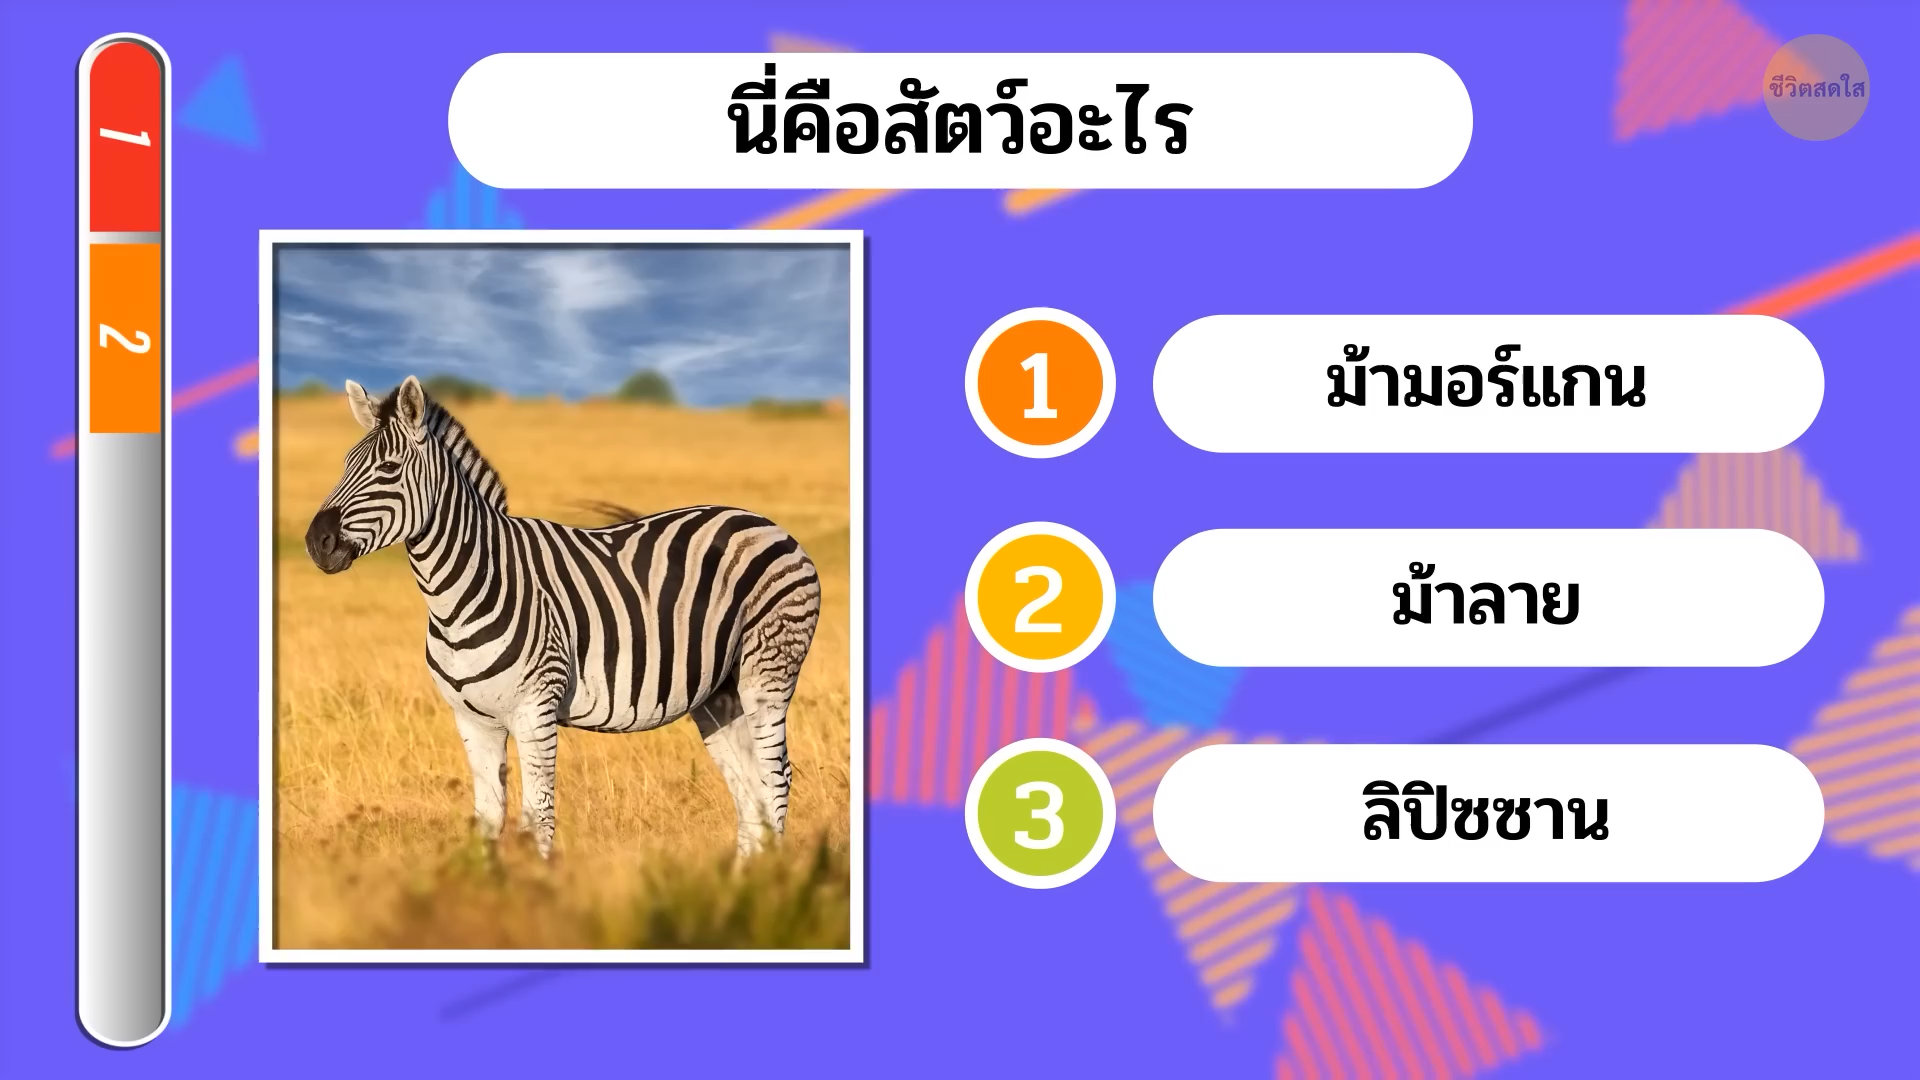 นี่คือสัตว์อะไร
ชีวิตสดใส
1
2
1
ม้ามอร์แกน
2
ม้าลาย
3
ลิปิซซาน